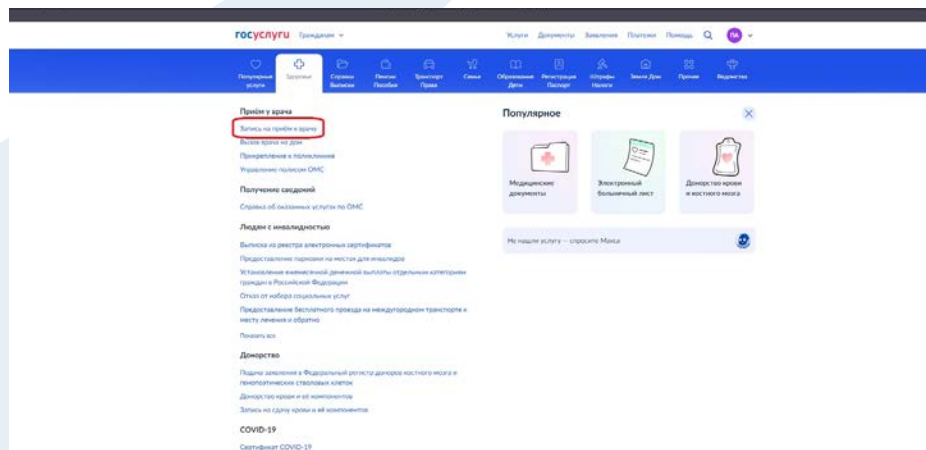 госуслуги Гражданам
Услуги Документы Заявления Платежи Помощь ПА
Популярные услуги
Здоровье
Справки Выписки
Пенсия Пособия
Транспорт Права
Семья
Образование Дети
Регистрация Паспорт
Штрафы Налоги
Земля Дом
Прочее
Ведомства
Приём у врача
Запись на приём к врачу
Вызов врача на дом
Прикрепление к поликлинике
Управление полисом ОМС
Получение сведений
Справка об оказанных услугах по ОМС
Людям с инвалидностью
Выписка из реестра электронных сертификатов
Предоставление парковки на местах для инвалидов
Установление ежемесячной денежной выплаты отдельным категориям
граждан в Российской Федерации
Отказ от набора социальных услуг
Предоставление бесплатного проезда на междугородном транспорте к
месту лечения и обратно
Показать все
Донорство
Подача заявления в Федеральный регистр доноров костного мозга и
гемопоэтических стволовых клеток
Донорство крови и её компонентов
Запись на сдачу крови и её компонентов
COVID-19
Сертификат COVID-19
Популярное
Медицинские
документы
Электронный
больничный лист
Донорство крови
и костного мозга
Не нашли услугу — спросите Макса